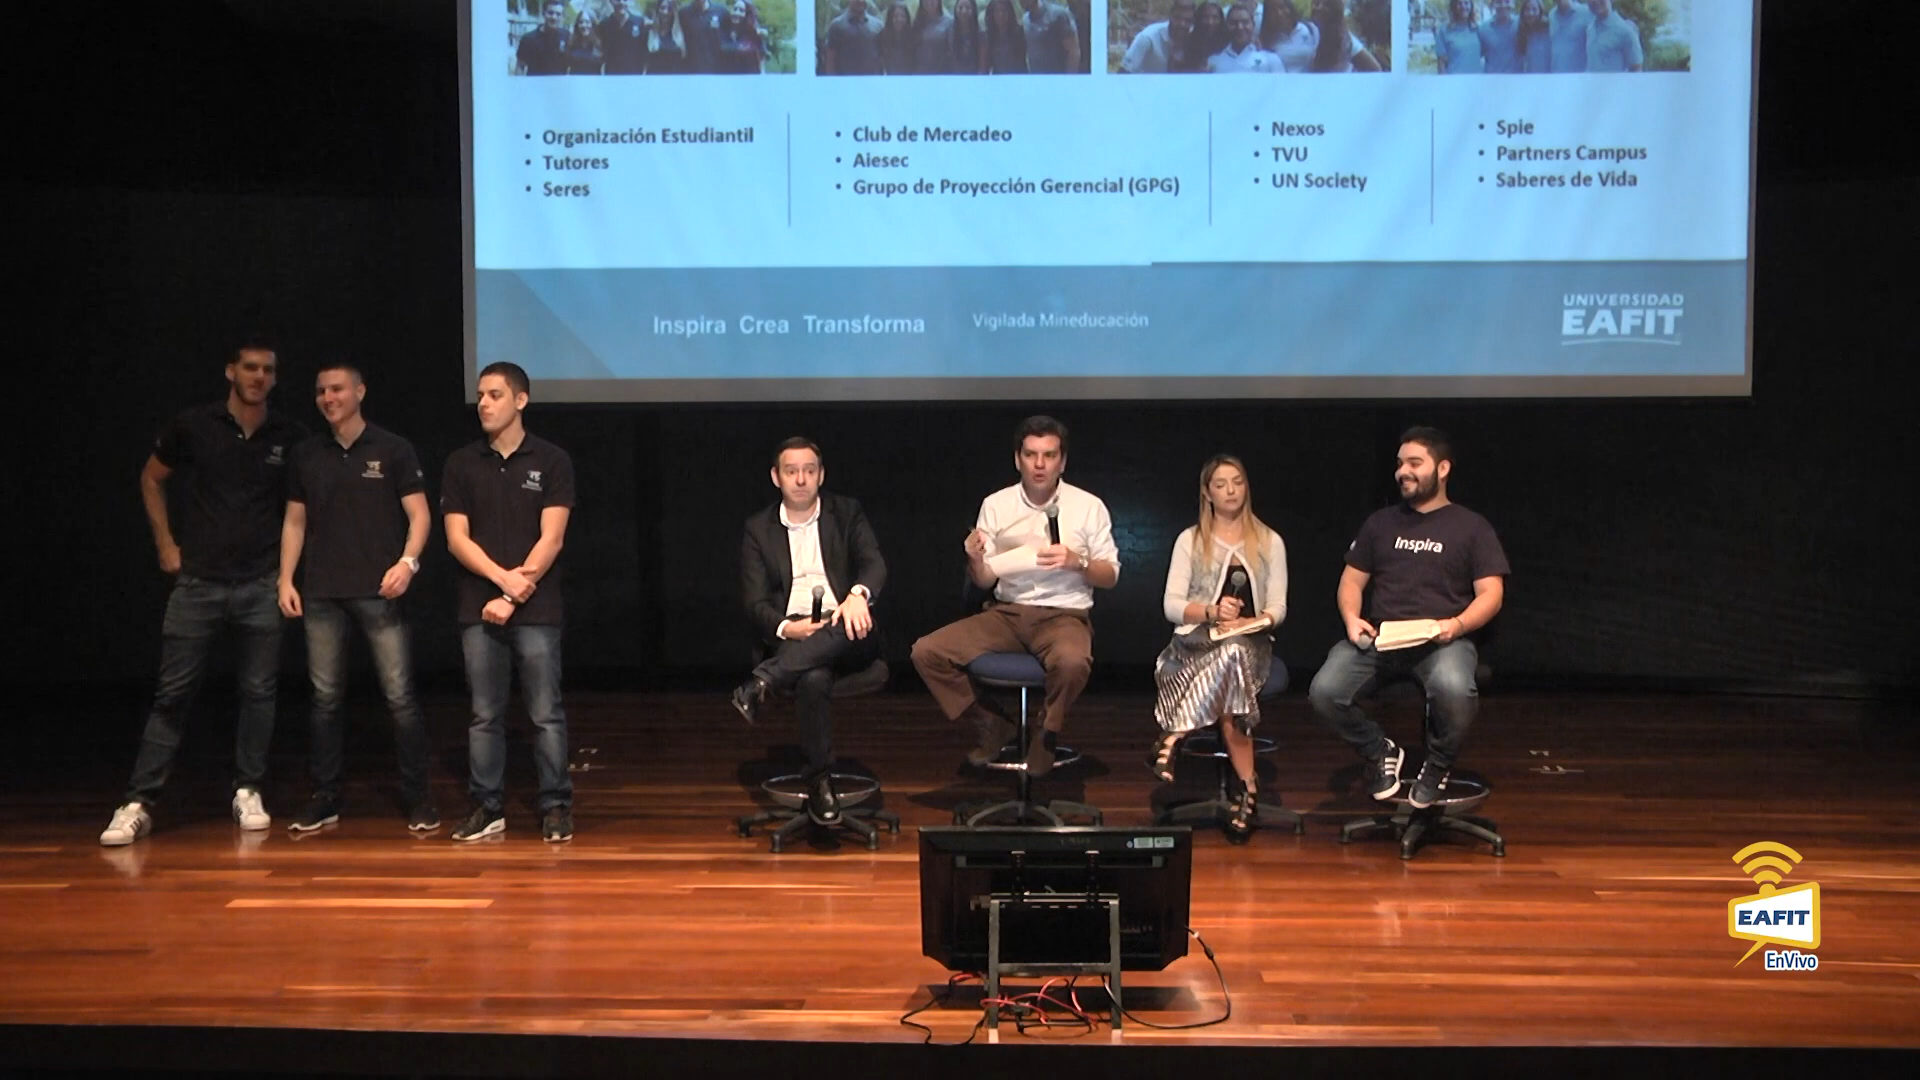 • Organización Estudiantil
• Tutores
• Seres
• Club de Mercadeo
• Aiesec
• Grupo de Proyección Gerencial (GPG)
• Nexos
• TVU
• UN Society
• Spie
• Partners Campus
• Saberes de Vida
Inspira Crea Transforma
Vigilada Mineducación
UNIVERSIDAD
EAFIT
Inspira
EAFIT
EnVivo